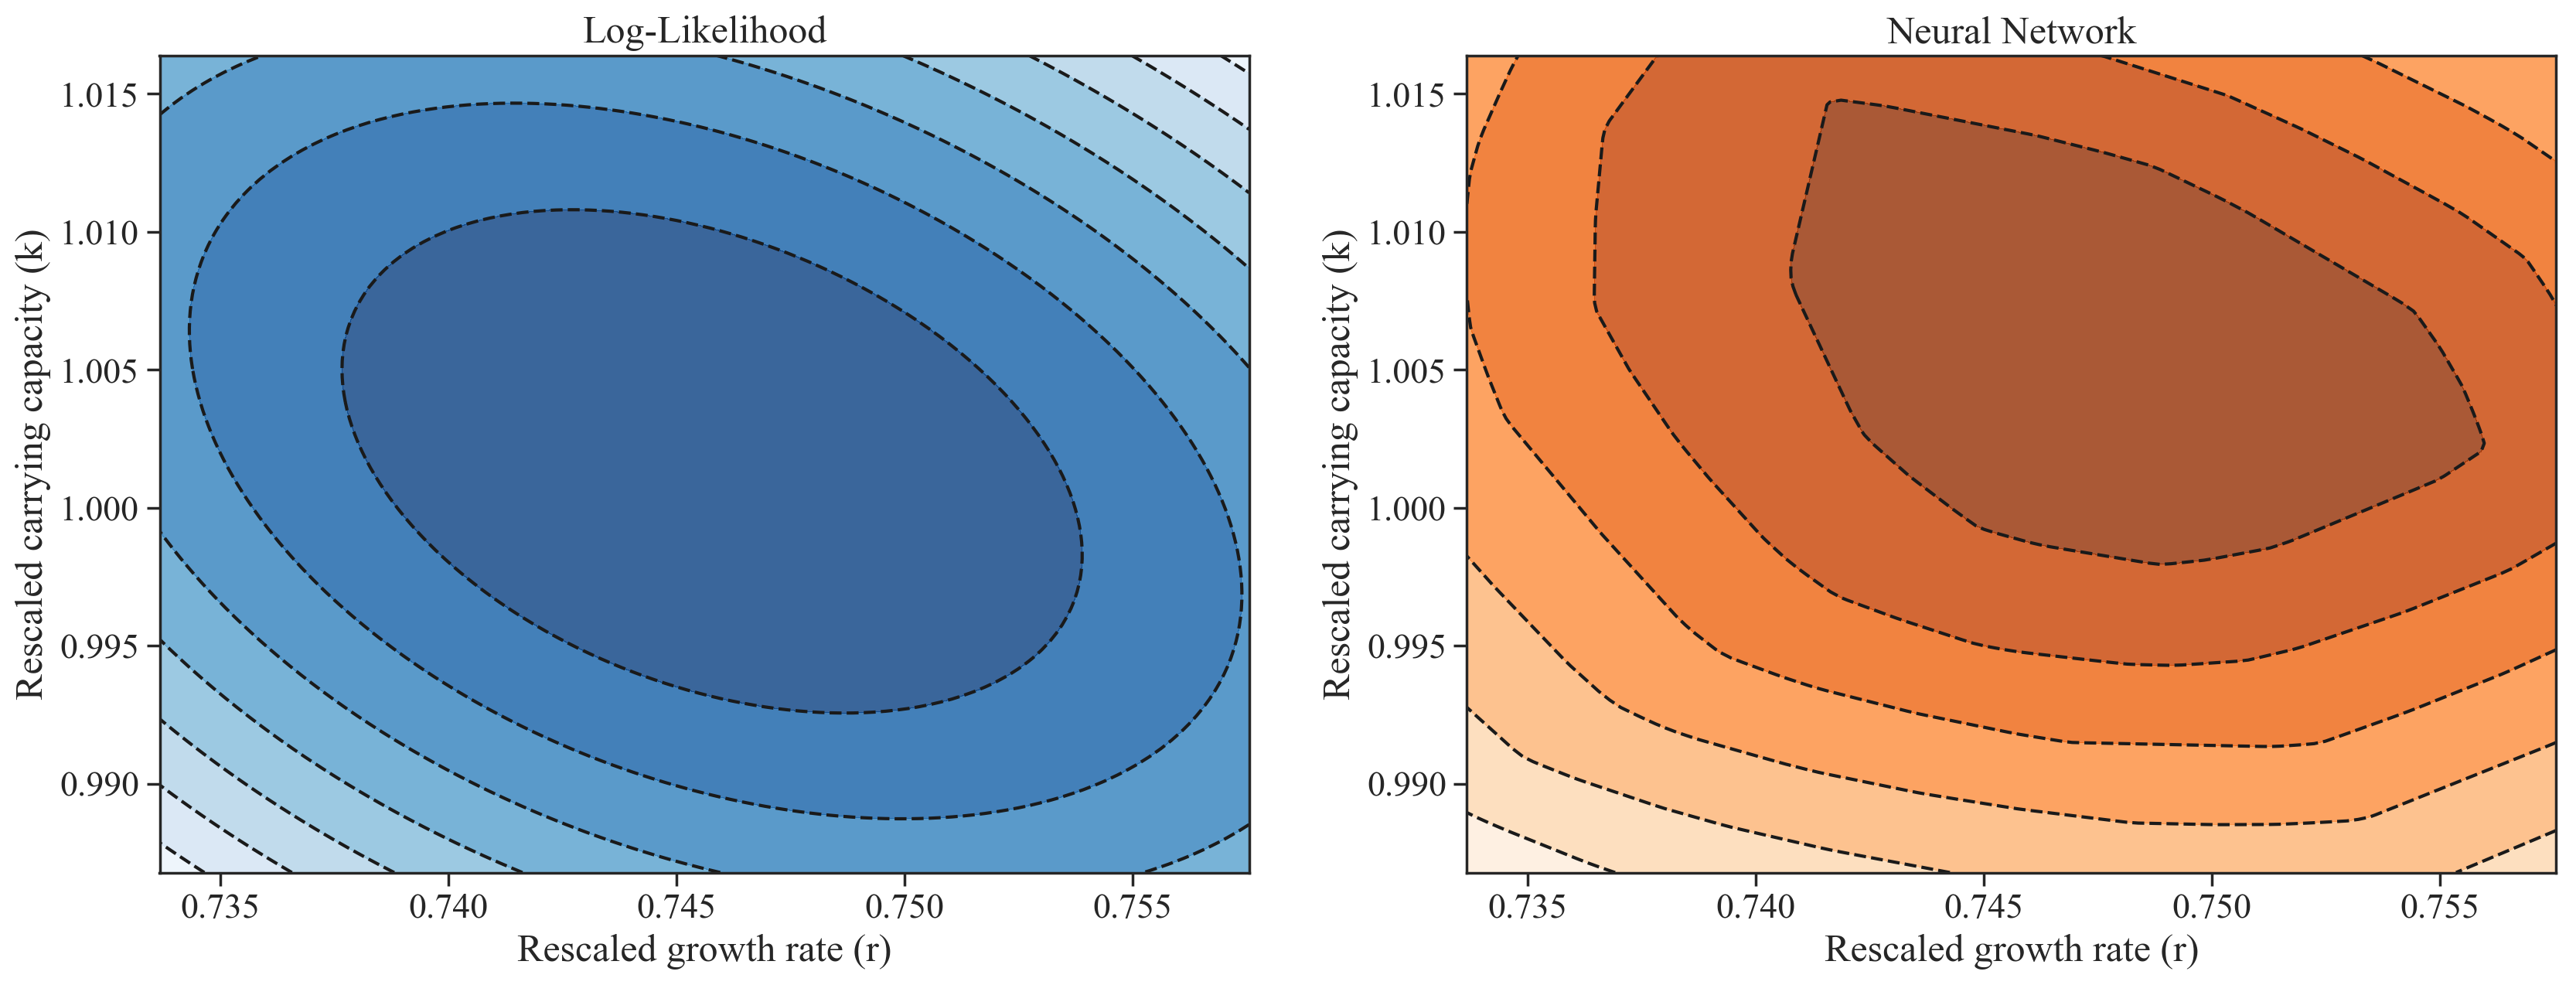 Log-Likelihood
Rescaled carrying capacity (k)
1.015
1.010
1.005
1.000
0.995
0.990
0.735 0.740 0.745 0.750 0.755
Rescaled growth rate (r)
Neural Network
Rescaled carrying capacity (k)
1.015
1.010
1.005
1.000
0.995
0.990
0.735 0.740 0.745 0.750 0.755
Rescaled growth rate (r)